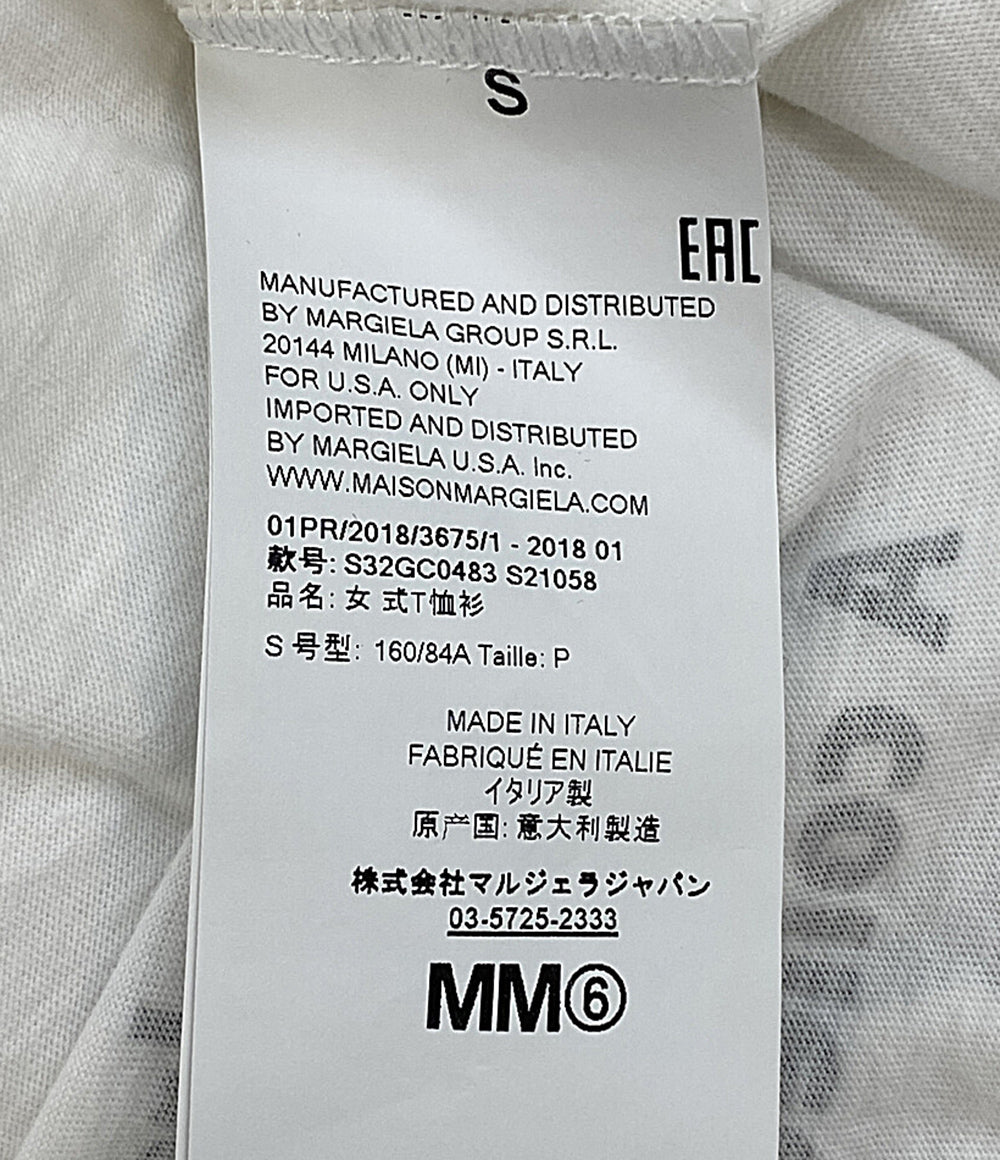 S
EAC
MANUFACTURED AND DISTRIBUTED
BY MARGIELA GROUP S.R.L.
20144 MILANO (MI) - ITALY
FOR U.S.A. ONLY
IMPORTED AND DISTRIBUTED
BY MARGIELA U.S.A. Inc.
WWW.MAISONMARGIELA.COM
01PR/2018/3675/1 - 2018 01
款号: S32GC0483 S21058
品名: 女 式T恤衫
S 号型: 160/84A Taille: P
MADE IN ITALY
FABRIQUÉ EN ITALIE
イタリア製
原产国: 意大利製造
株式会社マルジェラジャパン
03-5725-2333
MM⑥